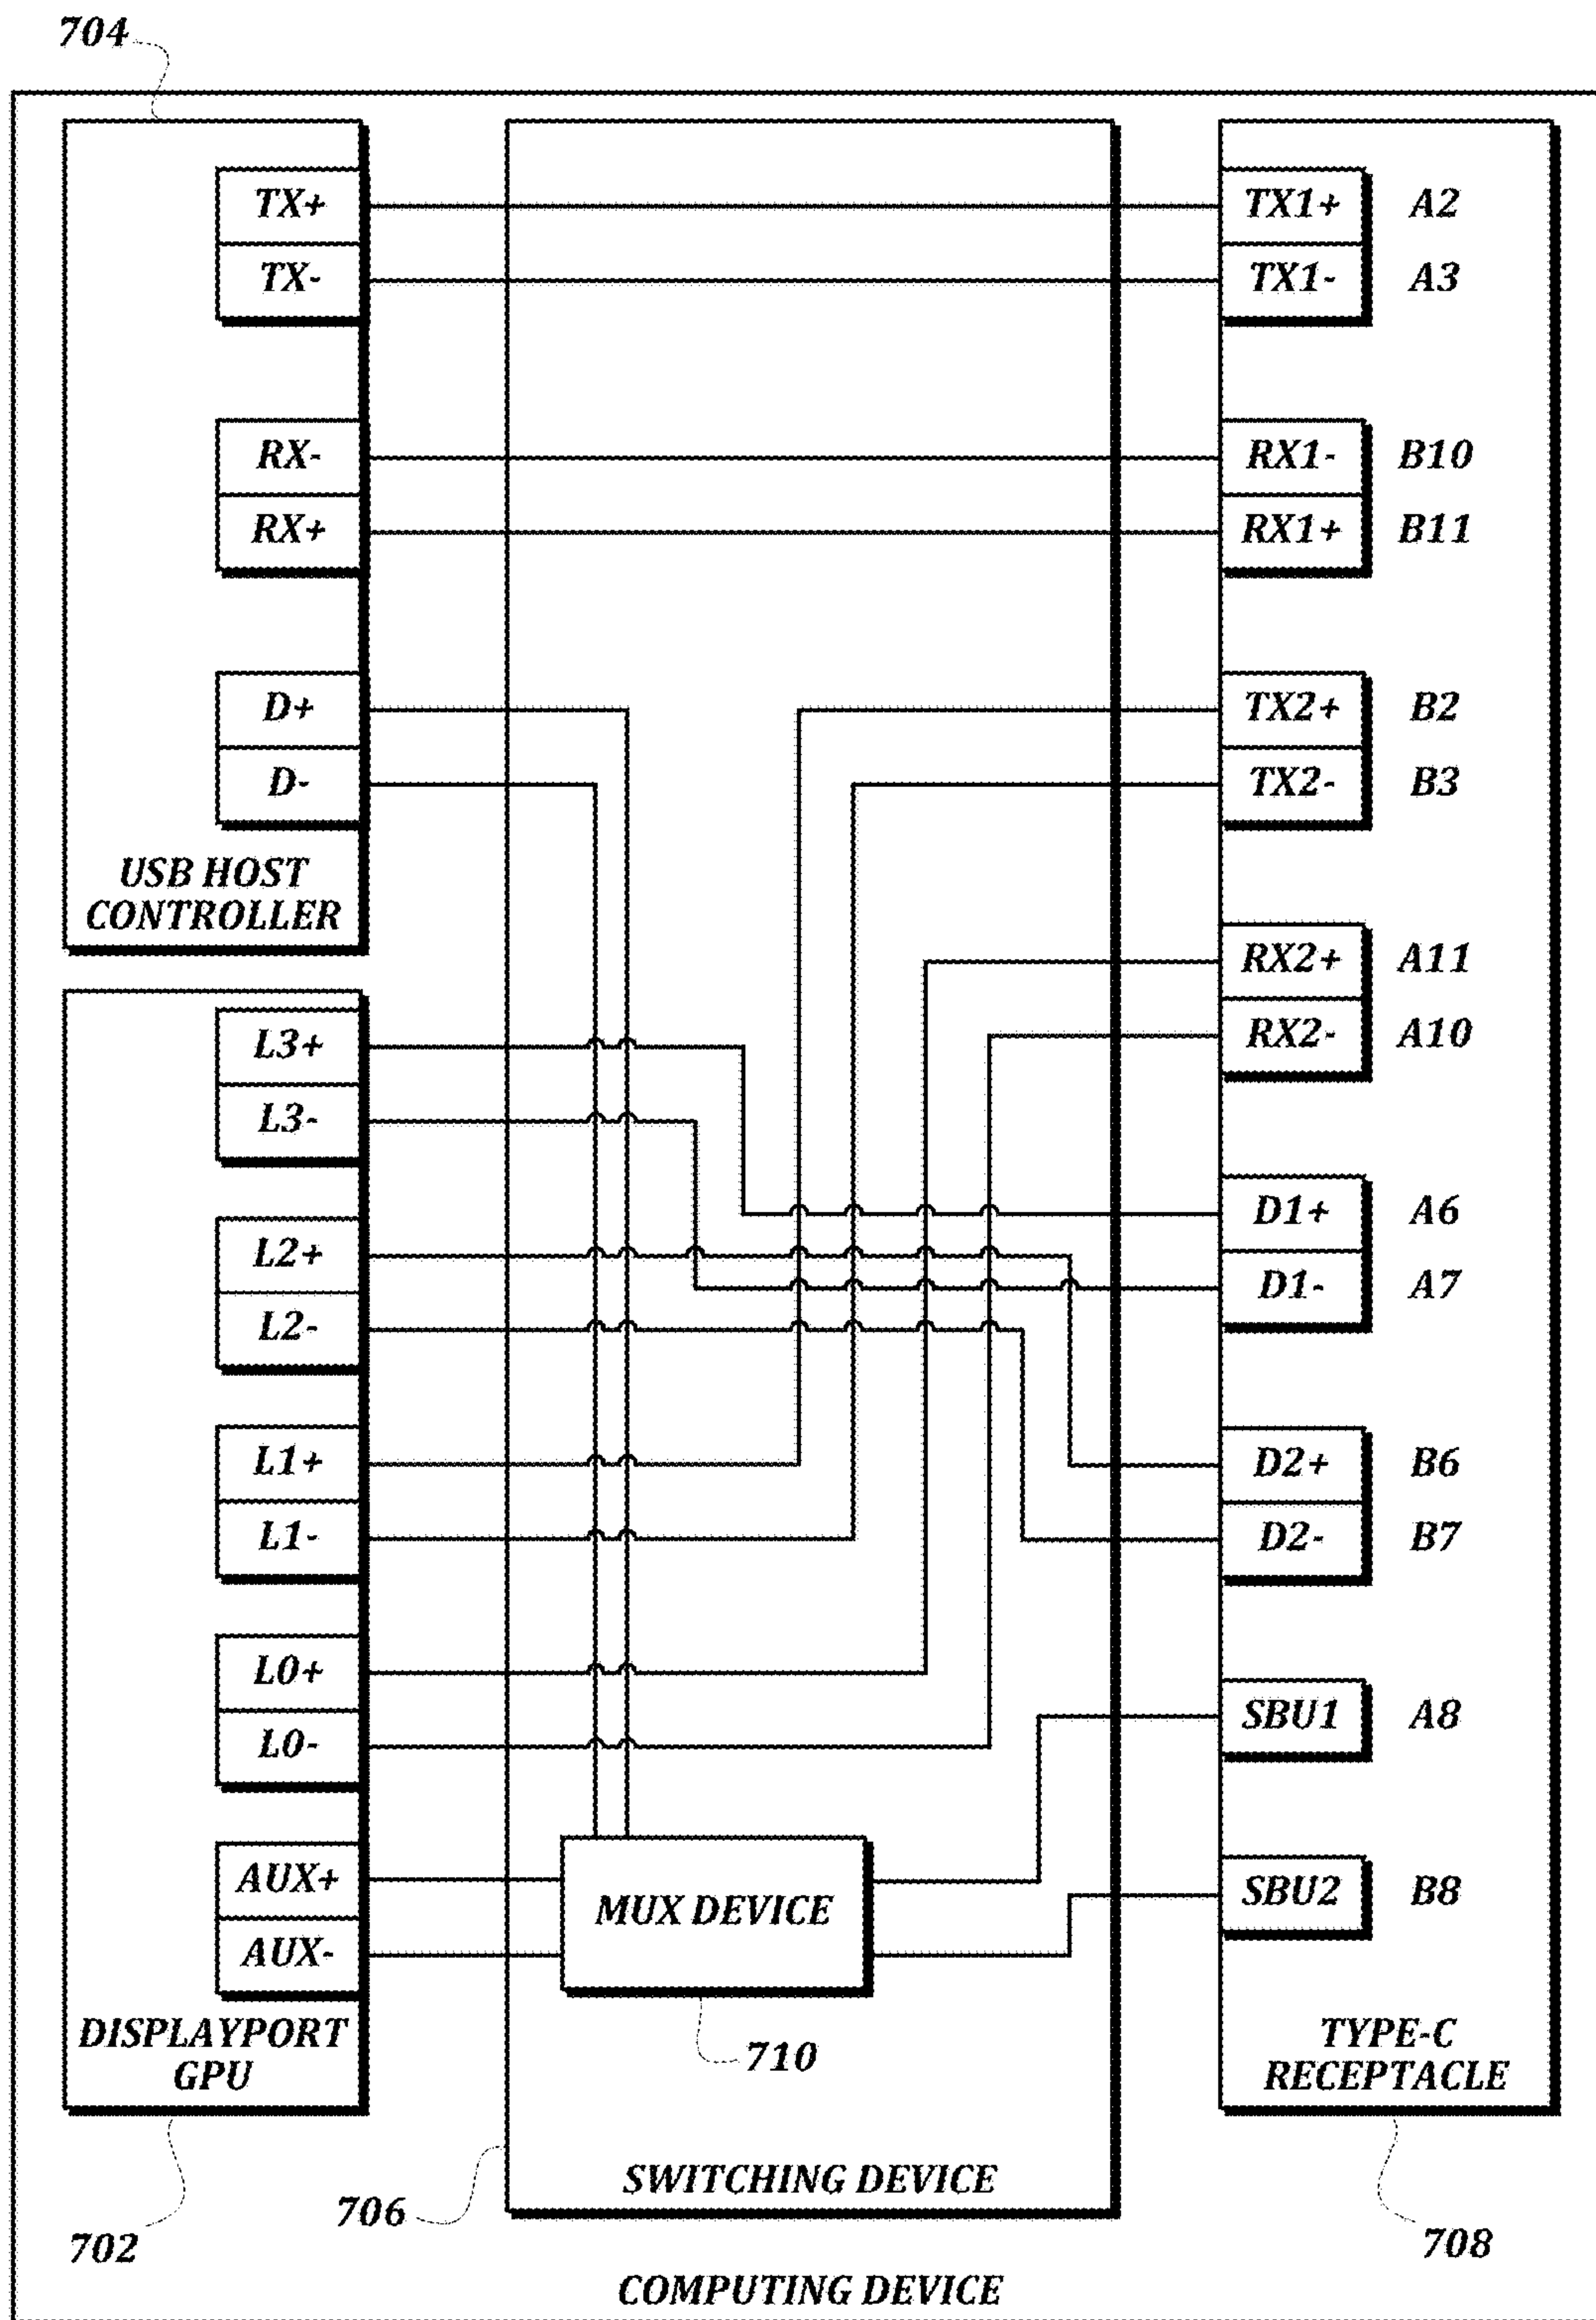 704
TX+
TX-
RX-
RX+
D+
D-
USB HOST
CONTROLLER
L3+
L3-
L2+
L2-
L1+
L1-
L0+
L0-
AUX+
AUX-
DISPLAYPORT
GPU
702
MUX DEVICE
710
SWITCHING DEVICE
706
TX1+ A2
TX1- A3
RX1- B10
RX1+ B11
TX2+ B2
TX2- B3
RX2+ A11
RX2- A10
D1+ A6
D1- A7
D2+ B6
D2- B7
SBU1 A8
SBU2 B8
TYPE-C
RECEPTACLE
708
COMPUTING DEVICE